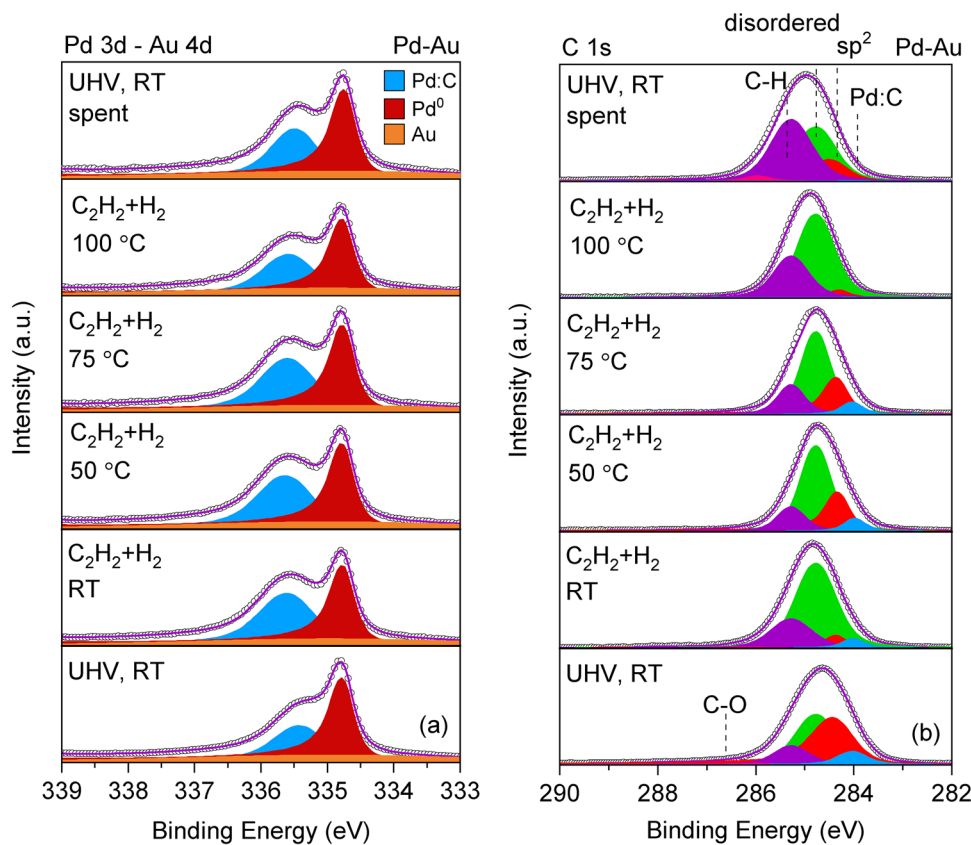 Pd 3d - Au 4d Pd-Au
UHV, RT
spent
Pd:C
Pd⁰
Au
C₂H₂+H₂
100 °C
C₂H₂+H₂
75 °C
C₂H₂+H₂
50 °C
C₂H₂+H₂
RT
UHV, RT
(a)
339 338 337 336 335 334 333
Binding Energy (eV)
Intensity (a.u.)
disordered
C 1s sp² Pd-Au
UHV, RT
spent
C-H
Pd:C
C₂H₂+H₂
100 °C
C₂H₂+H₂
75 °C
C₂H₂+H₂
50 °C
C₂H₂+H₂
RT
UHV, RT
C-O
(b)
290 288 286 284 282
Binding Energy (eV)
Intensity (a.u.)